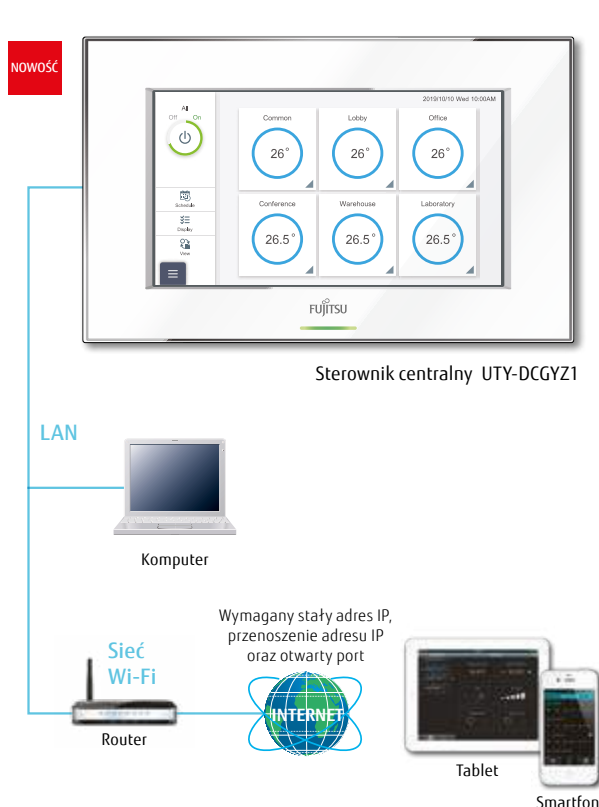 NOWOŚĆ
2019/10/10 Wed 10:00AM
All
Off On
Common Lobby Office
26° 26° 26°
Schedule
Display
View
Conference Warehouse Laboratory
26.5° 26.5° 26.5°
FUJITSU
Sterownik centralny UTY-DCGYZ1
LAN
Komputer
Wymagany stały adres IP,
przenoszenie adresu IP
oraz otwarty port
Sieć
Wi-Fi
INTERNET
Router
Tablet
Smartfon